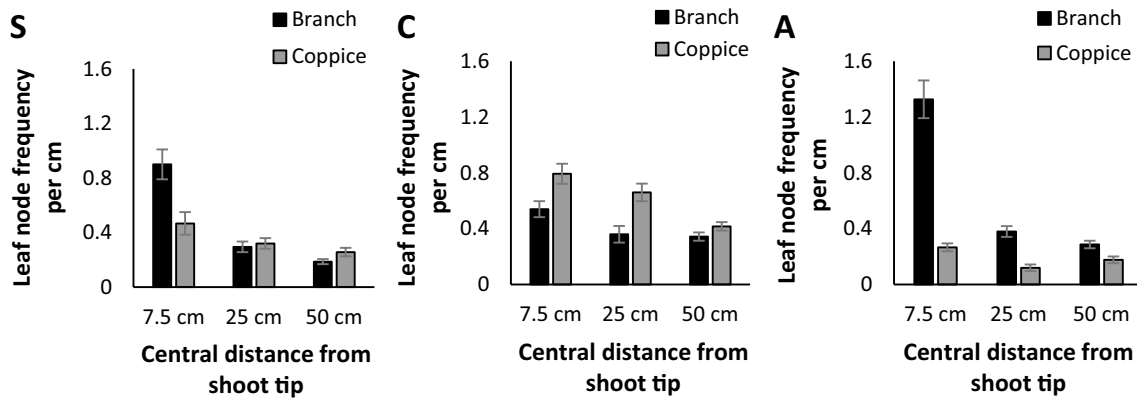 S
Branch
Coppice
Leaf node frequency
per cm
1.6
1.2
0.8
0.4
0
7.5 cm 25 cm 50 cm
Central distance from
shoot tip
C
Branch
Coppice
Leaf node frequency
per cm
1.6
1.2
0.8
0.4
0
7.5 cm 25 cm 50 cm
Central distance from
shoot tip
A
Branch
Coppice
Leaf node frequency
per cm
1.6
1.2
0.8
0.4
0
7.5 cm 25 cm 50 cm
Central distance from
shoot tip